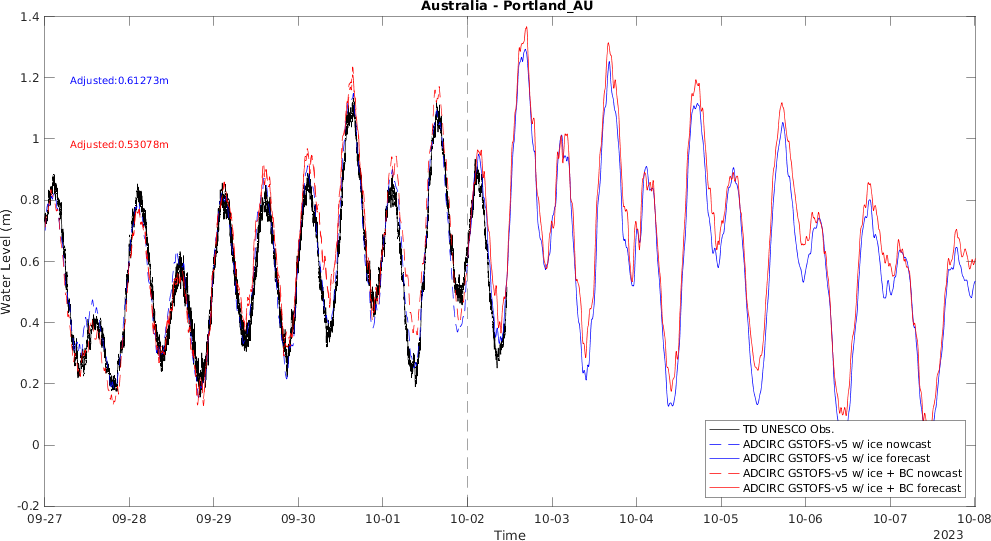 Australia - Portland_AU
1.4
1.2
1
0.8
0.6
0.4
0.2
0
-0.2
Water Level (m)
Adjusted:0.61273m
Adjusted:0.53078m
TD UNESCO Obs.
ADCIRC GSTOFS-v5 w/ ice nowcast
ADCIRC GSTOFS-v5 w/ ice forecast
ADCIRC GSTOFS-v5 w/ ice + BC nowcast
ADCIRC GSTOFS-v5 w/ ice + BC forecast
09-27 09-28 09-29 09-30 10-01 10-02 10-03 10-04 10-05 10-06 10-07 10-08
Time
2023